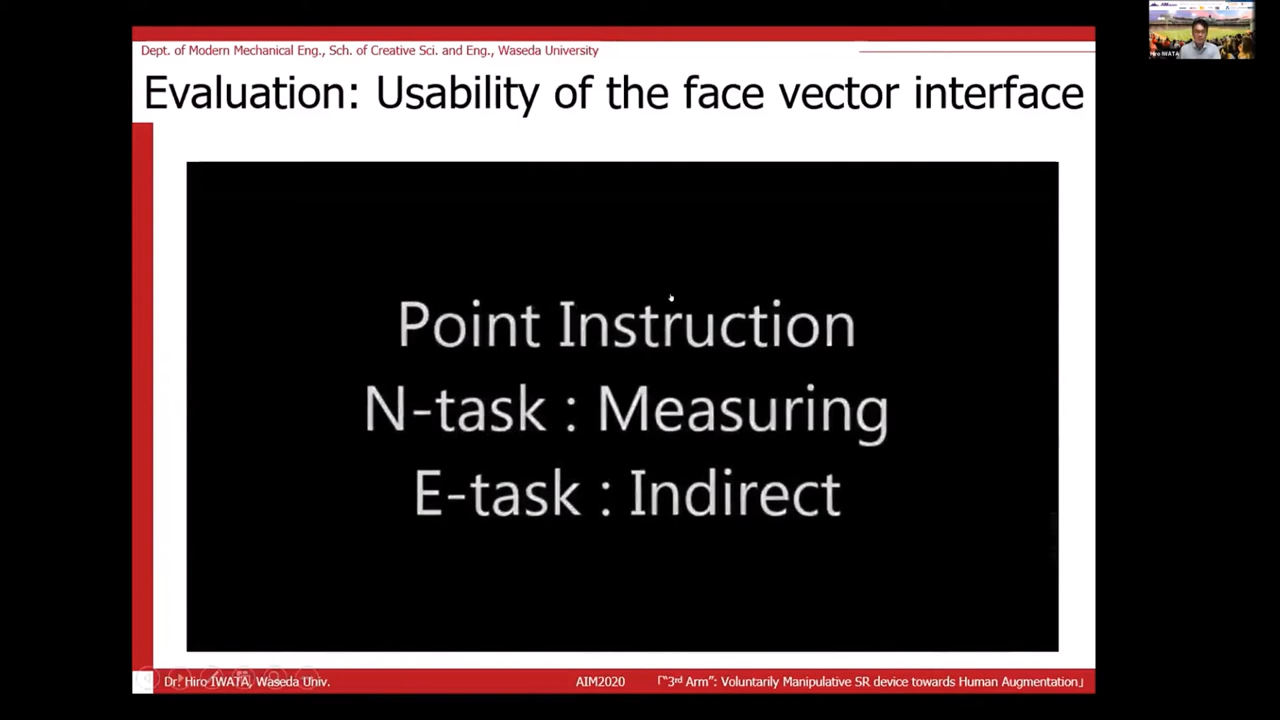 Dept. of Modern Mechanical Eng., Sch. of Creative Sci. and Eng., Waseda University
Evaluation: Usability of the face vector interface
Point Instruction
N-task : Measuring
E-task : Indirect
Dr. Hiro IWATA, Waseda Univ.
AIM2020
「"3rd Arm": Voluntarily Manipulative SR device towards Human Augmentation」
Hiro IWATA